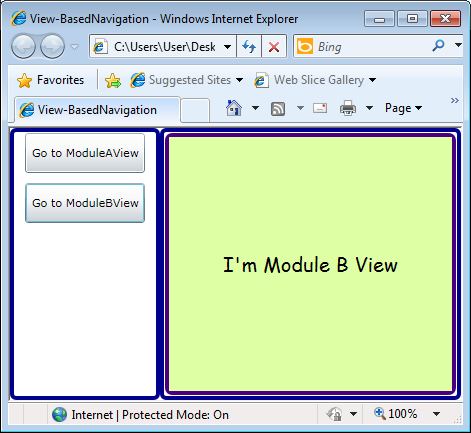 View-BasedNavigation - Windows Internet Explorer
C:\Users\User\Desk
Bing
Favorites
Suggested Sites
Web Slice Gallery
View-BasedNavigation
Page
»
Go to ModuleAView
Go to ModuleBView
I'm Module B View
Internet | Protected Mode: On
100%